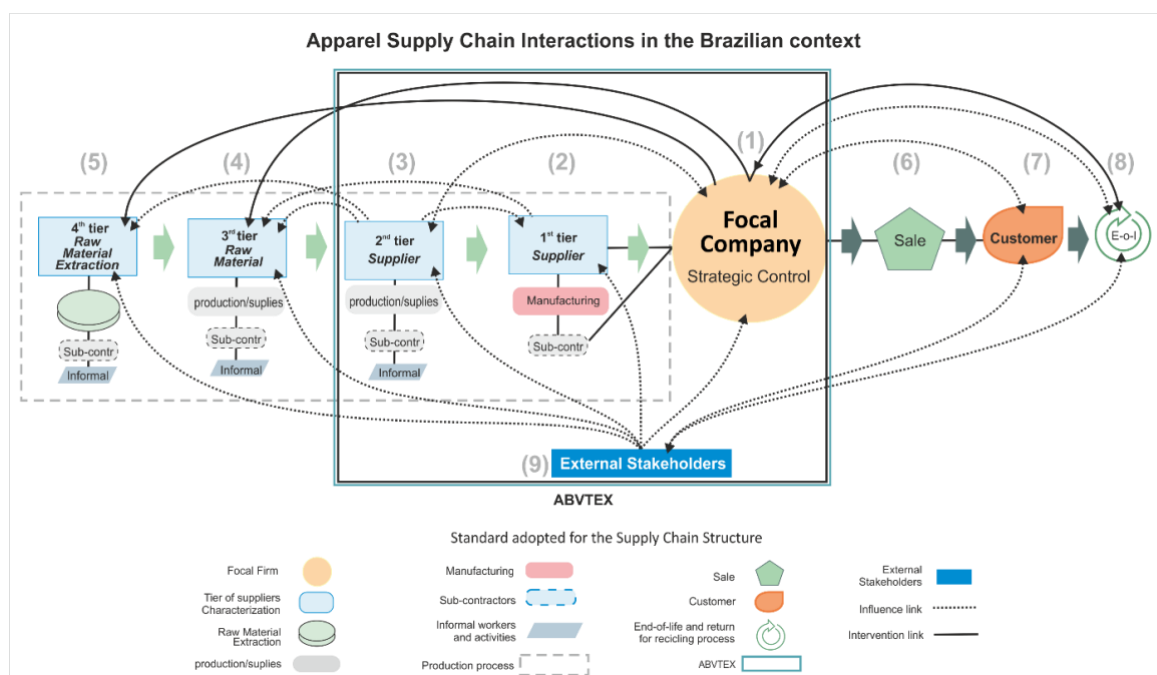 Apparel Supply Chain Interactions in the Brazilian context
(5)
(4)
(3)
(2)
(1)
(6)
(7)
(8)
4th tier
Raw
Material
Extraction
3rd tier
Raw
Material
2nd tier
Supplier
1st tier
Supplier
Focal
Company
Strategic Control
Sale
Customer
E-o-l
production/suplies
production/supplies
Manufacturing
Sub-contr
Sub-contr
Sub-contr
Sub-contr
Informal
Informal
Informal
(9)
External Stakeholders
ABVTEX
Standard adopted for the Supply Chain Structure
Focal Firm
Tier of suppliers
Characterization
Raw Material
Extraction
production/suplies
Manufacturing
Sub-contractors
Informal workers
and activities
Production process
Sale
Customer
End-of-life and return
for recicling process
ABVTEX
External
Stakeholders
Influence link
Intervention link